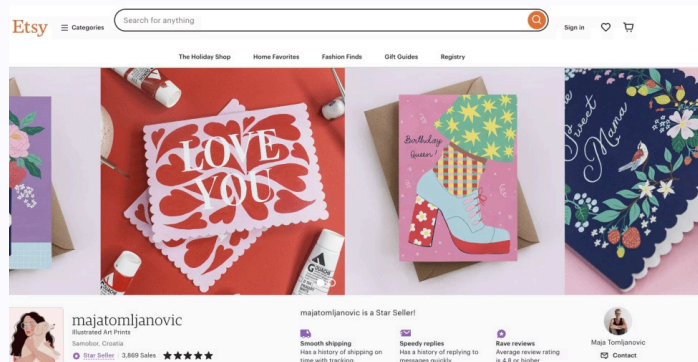 Etsy
Categories
Search for anything
Sign in
The Holiday Shop
Home Favorites
Fashion Finds
Gift Guides
Registry
LOVE
YOU
GOUACHE
Birthday
Queen!
Sweet
Mama
majatomljanovic
Illustrated Art Prints
Samobor, Croatia
Star Seller 3,869 Sales
majatomljanovic is a Star Seller!
Smooth shipping
Has a history of shipping on
time with tracking.
Speedy replies
Has a history of replying to
messages quickly.
Rave reviews
Average review rating
is 4.8 or higher
Maja Tomljanovic
Contact